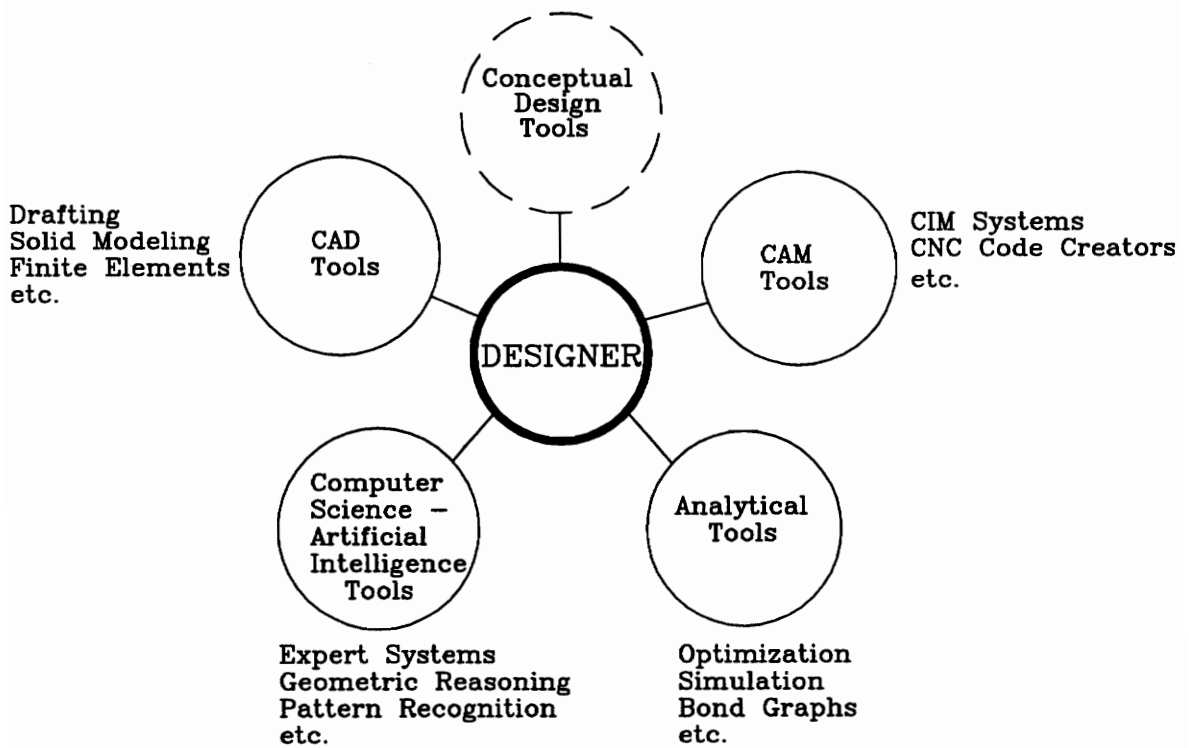 Conceptual
Design
Tools
Drafting
Solid Modeling
Finite Elements
etc.
CAD
Tools
CAM
Tools
CIM Systems
CNC Code Creators
etc.
DESIGNER
Computer
Science –
Artificial
Intelligence
Tools
Expert Systems
Geometric Reasoning
Pattern Recognition
etc.
Analytical
Tools
Optimization
Simulation
Bond Graphs
etc.